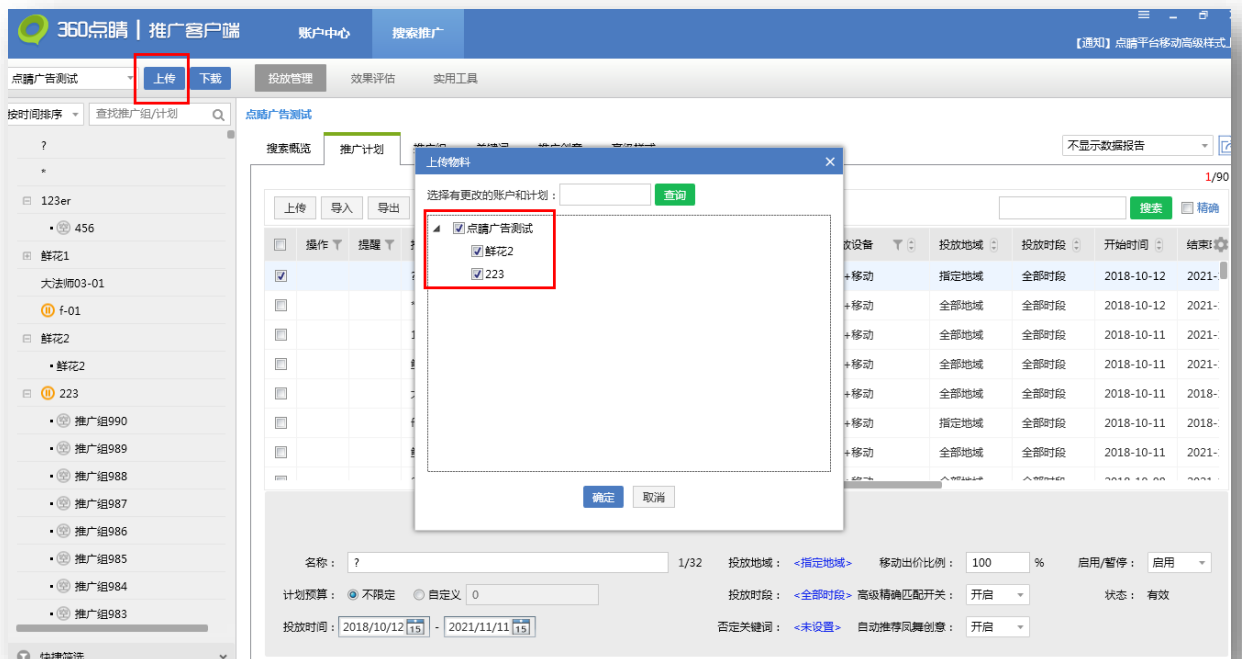 360点睛 | 推广客户端
账户中心
搜索推广
【通知】点睛平台移动高级样式上
点睛广告测试
上传
下载
投放管理
效果评估
实用工具
按时间排序
查找推广组/计划
点睛广告测试
?
*
123er
456
鲜花1
大法师03-01
f-01
鲜花2
鲜花2
223
推广组990
推广组989
推广组988
推广组987
推广组986
推广组985
推广组984
推广组983
快捷筛选
搜索概览
推广计划
不显示数据报告
1/90
上传
导入
导出
搜索
精确
操作 提醒
放设备 投放地域 投放时段 开始时间 结束
+移动 指定地域 全部时段 2018-10-12 2021-
+移动 全部地域 全部时段 2018-10-12 2021-
+移动 全部地域 全部时段 2018-10-11 2021-
+移动 全部地域 全部时段 2018-10-11 2021-
+移动 全部地域 全部时段 2018-10-11 2018-
+移动 指定地域 全部时段 2018-10-11 2018-
+移动 全部地域 全部时段 2018-10-11 2021-
上传物料
选择有更改的账户和计划：
查询
点睛广告测试
鲜花2
223
确定
取消
名称： ? 1/32 投放地域： <指定地域> 移动出价比例： 100 % 启用/暂停： 启用
计划预算： 不限定 自定义 0 投放时段： <全部时段> 高级精确匹配开关： 开启 状态： 有效
投放时间： 2018/10/12 15 - 2021/11/11 15 否定关键词： <未设置> 自动推荐凤舞创意： 开启